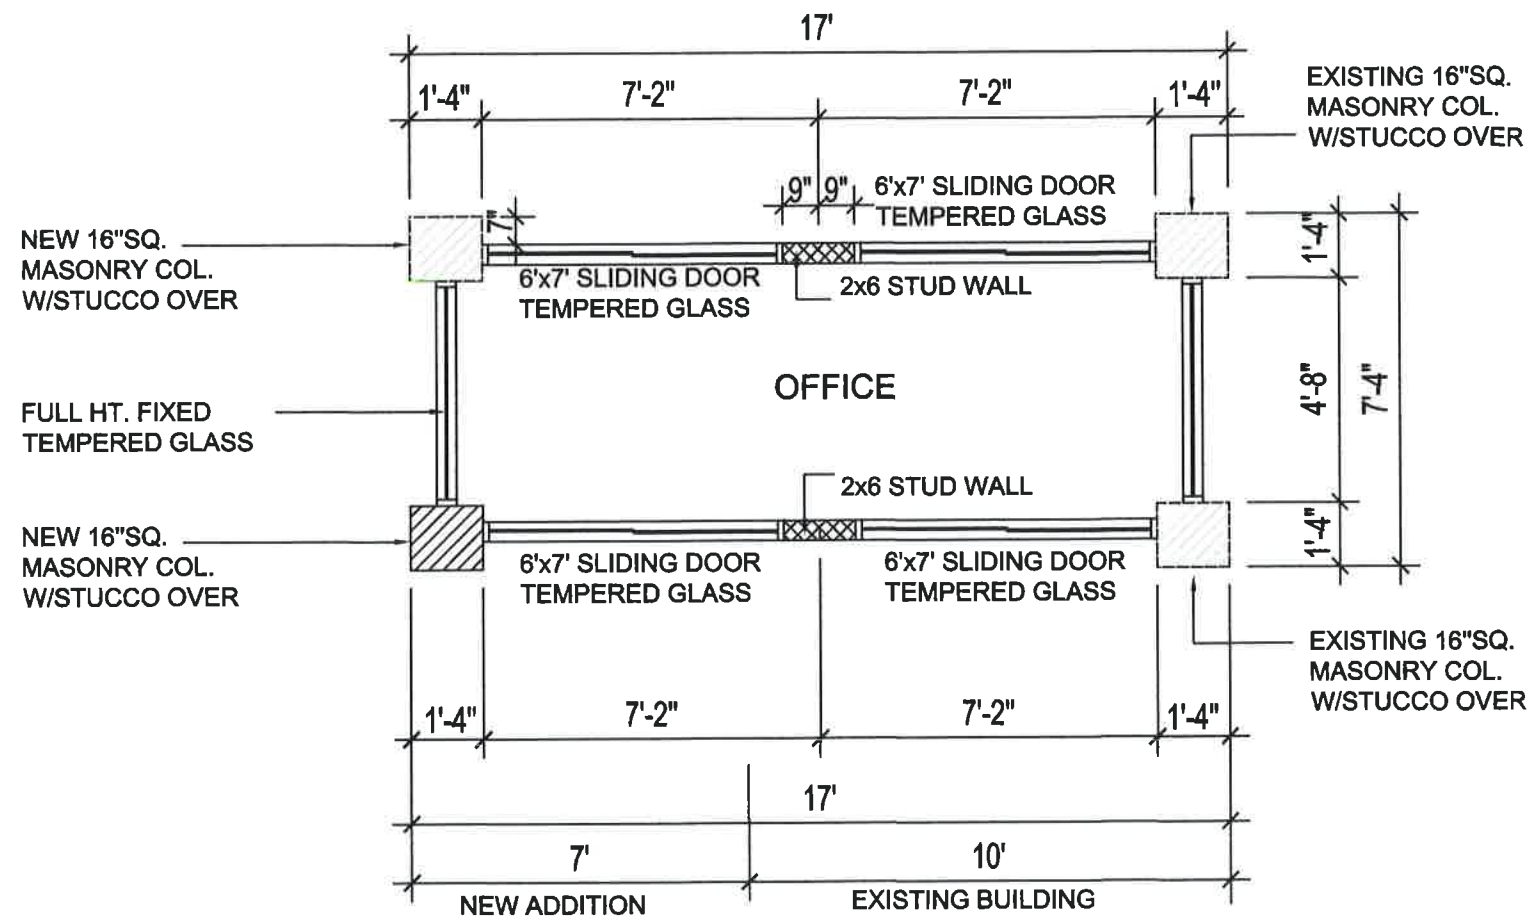 17'
1'-4" 7'-2" 7'-2" 1'-4"
EXISTING 16"SQ.
MASONRY COL.
W/STUCCO OVER
9" 9"
6'x7' SLIDING DOOR
TEMPERED GLASS
7"
NEW 16"SQ.
MASONRY COL.
W/STUCCO OVER
6'x7' SLIDING DOOR
TEMPERED GLASS
2x6 STUD WALL
1'-4"
OFFICE
4'-8"
7'-4"
FULL HT. FIXED
TEMPERED GLASS
2x6 STUD WALL
NEW 16"SQ.
MASONRY COL.
W/STUCCO OVER
6'x7' SLIDING DOOR
TEMPERED GLASS
6'x7' SLIDING DOOR
TEMPERED GLASS
1'-4"
EXISTING 16"SQ.
MASONRY COL.
W/STUCCO OVER
1'-4" 7'-2" 7'-2" 1'-4"
17'
7' 10'
NEW ADDITION EXISTING BUILDING